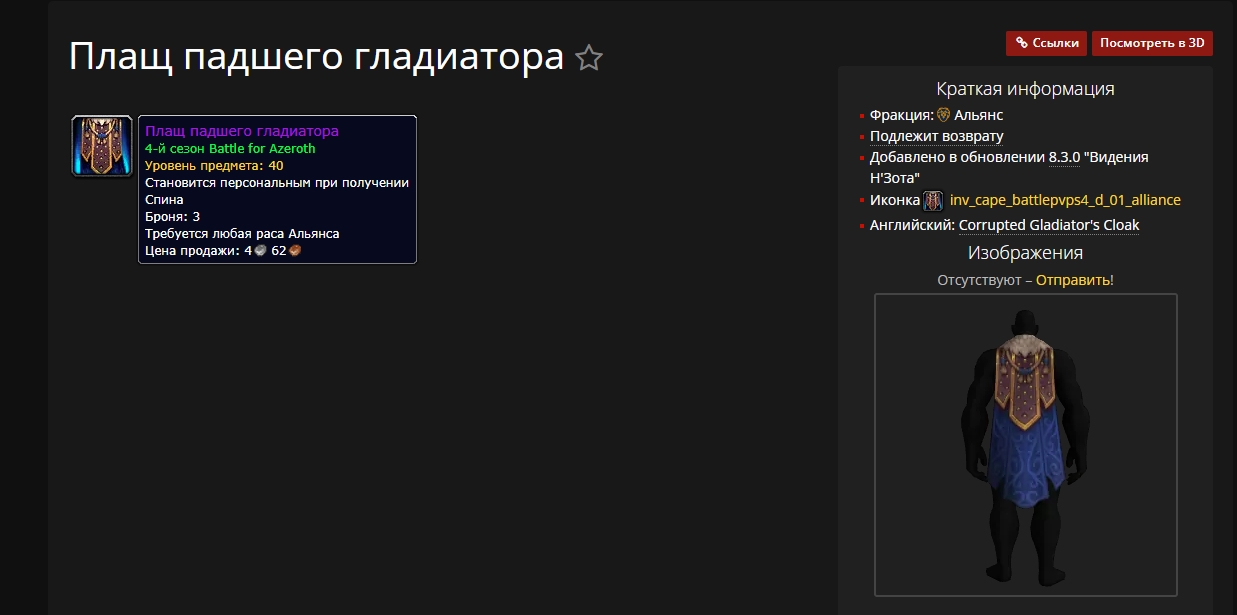 Плащ падшего гладиатора
Ссылки
Посмотреть в 3D
Плащ падшего гладиатора
4-й сезон Battle for Azeroth
Уровень предмета: 40
Становится персональным при получении
Спина
Броня: 3
Требуется любая раса Альянса
Цена продажи: 4 62
Краткая информация
Фракция: Альянс
Подлежит возврату
Добавлено в обновлении 8.3.0 "Видения
Н'Зота"
Иконка inv_cape_battlepvps4_d_01_alliance
Английский: Corrupted Gladiator's Cloak
Изображения
Отсутствуют – Отправить!